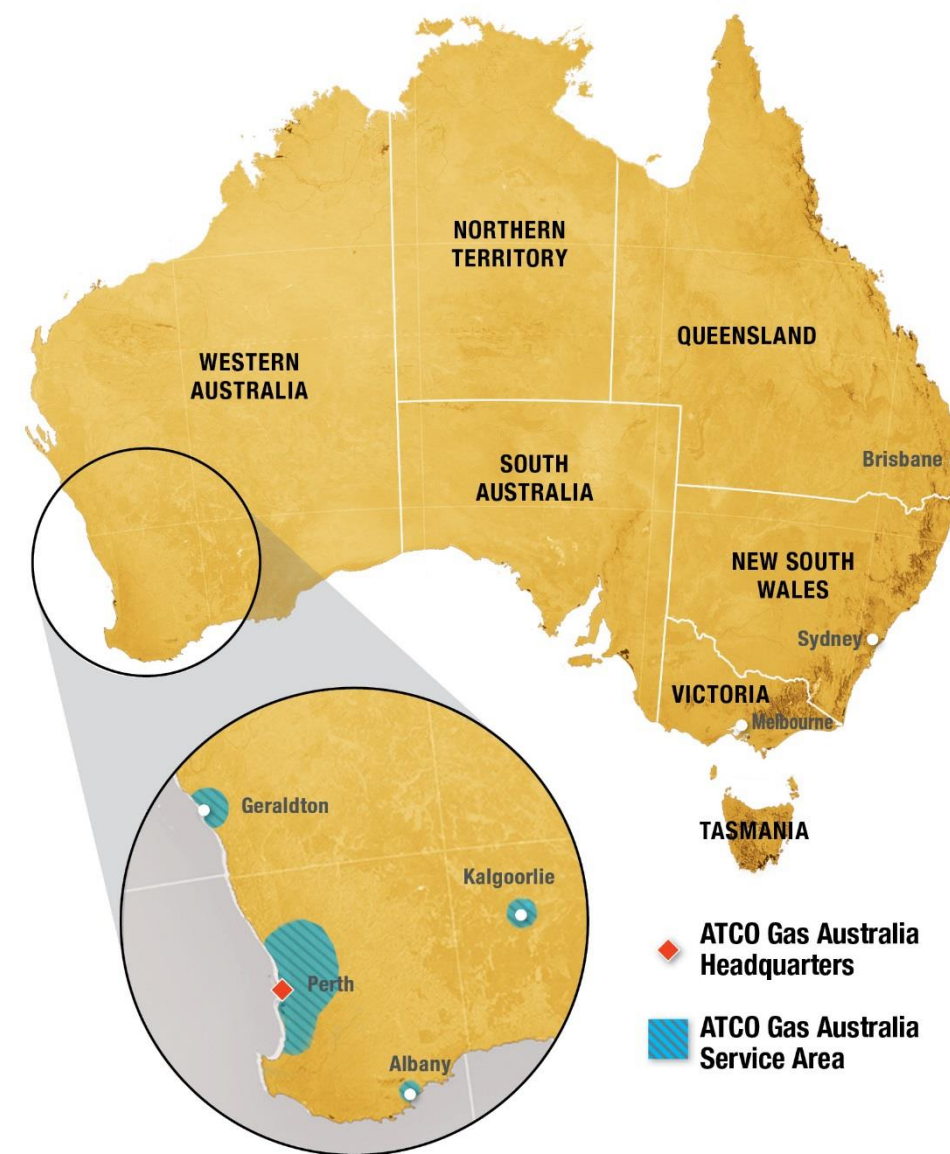 NORTHERN
TERRITORY
QUEENSLAND
WESTERN
AUSTRALIA
SOUTH
AUSTRALIA
Brisbane
NEW SOUTH
WALES
Sydney
VICTORIA
Melbourne
TASMANIA
Geraldton
Kalgoorlie
Perth
Albany
ATCO Gas Australia
Headquarters
ATCO Gas Australia
Service Area